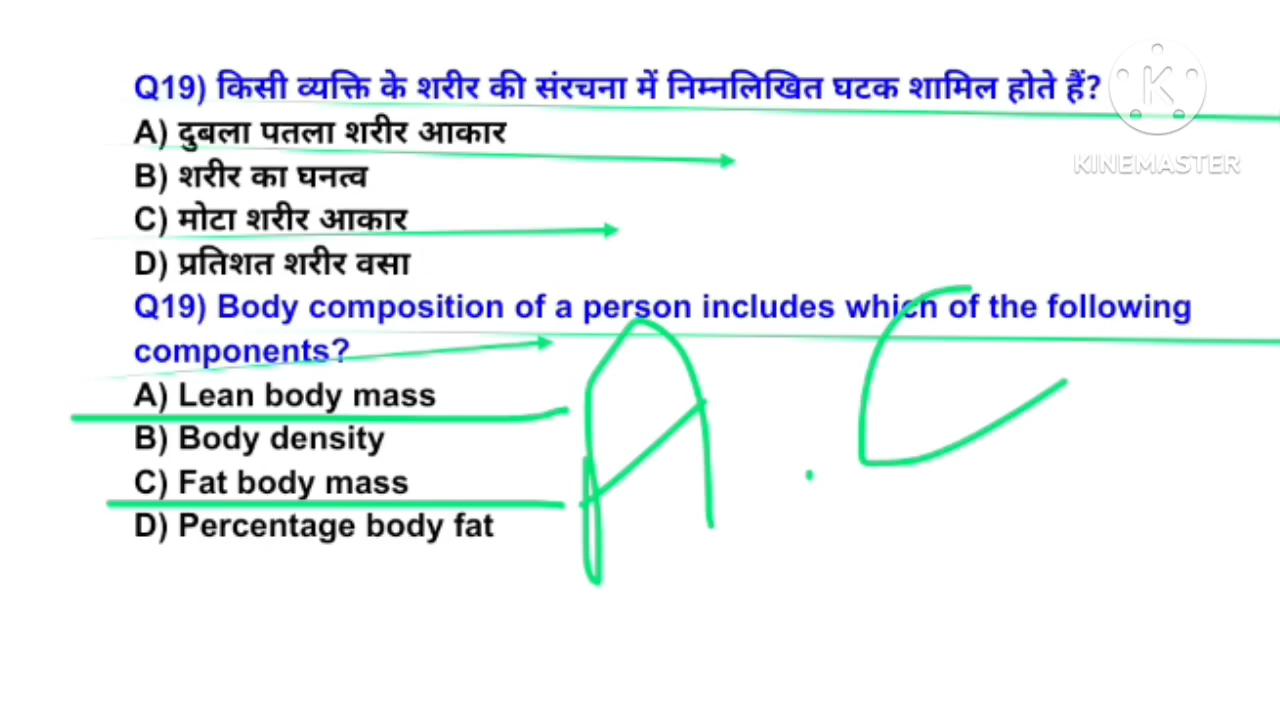 Q19) किसी व्यक्ति के शरीर की संरचना में निम्नलिखित घटक शामिल होते हैं?
A) दुबला पतला शरीर आकार
B) शरीर का घनत्व
C) मोटा शरीर आकार
D) प्रतिशत शरीर वसा
Q19) Body composition of a person includes which of the following
components?
A) Lean body mass
B) Body density
C) Fat body mass
D) Percentage body fat
A . C
K
KINEMASTER